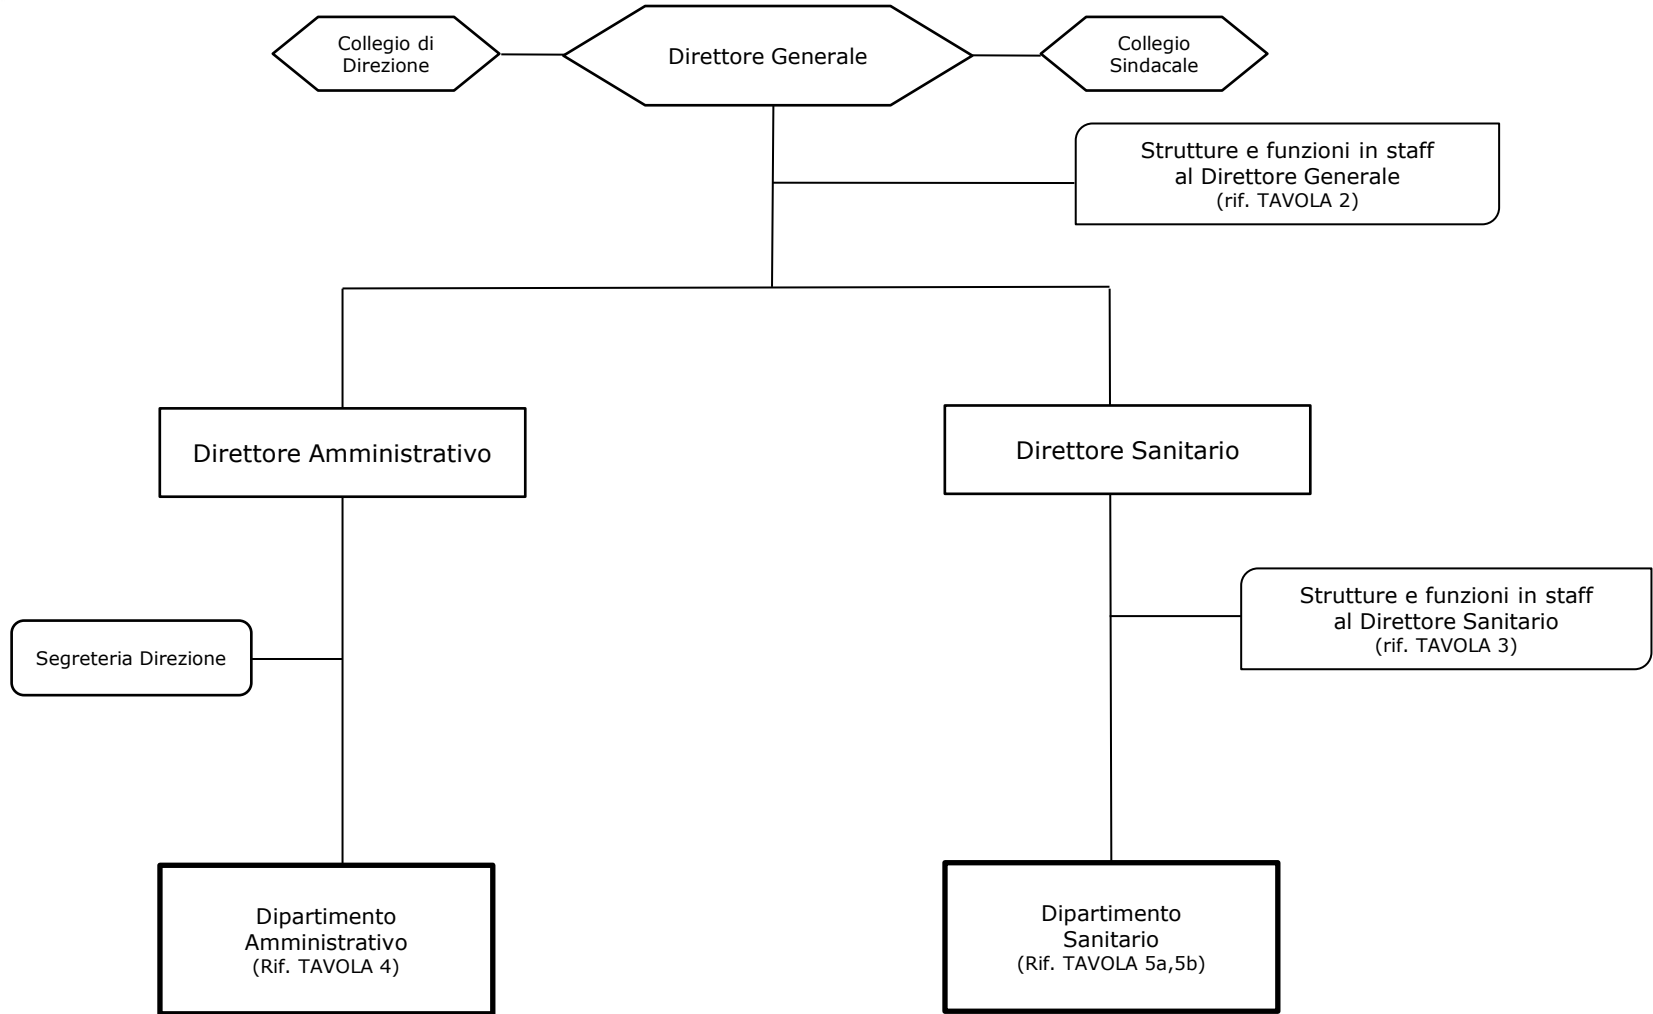 Collegio di
Direzione
Direttore Generale
Collegio
Sindacale
Strutture e funzioni in staff
al Direttore Generale
(rif. TAVOLA 2)
Direttore Amministrativo
Direttore Sanitario
Strutture e funzioni in staff
al Direttore Sanitario
(rif. TAVOLA 3)
Segreteria Direzione
Dipartimento
Amministrativo
(Rif. TAVOLA 4)
Dipartimento
Sanitario
(Rif. TAVOLA 5a,5b)